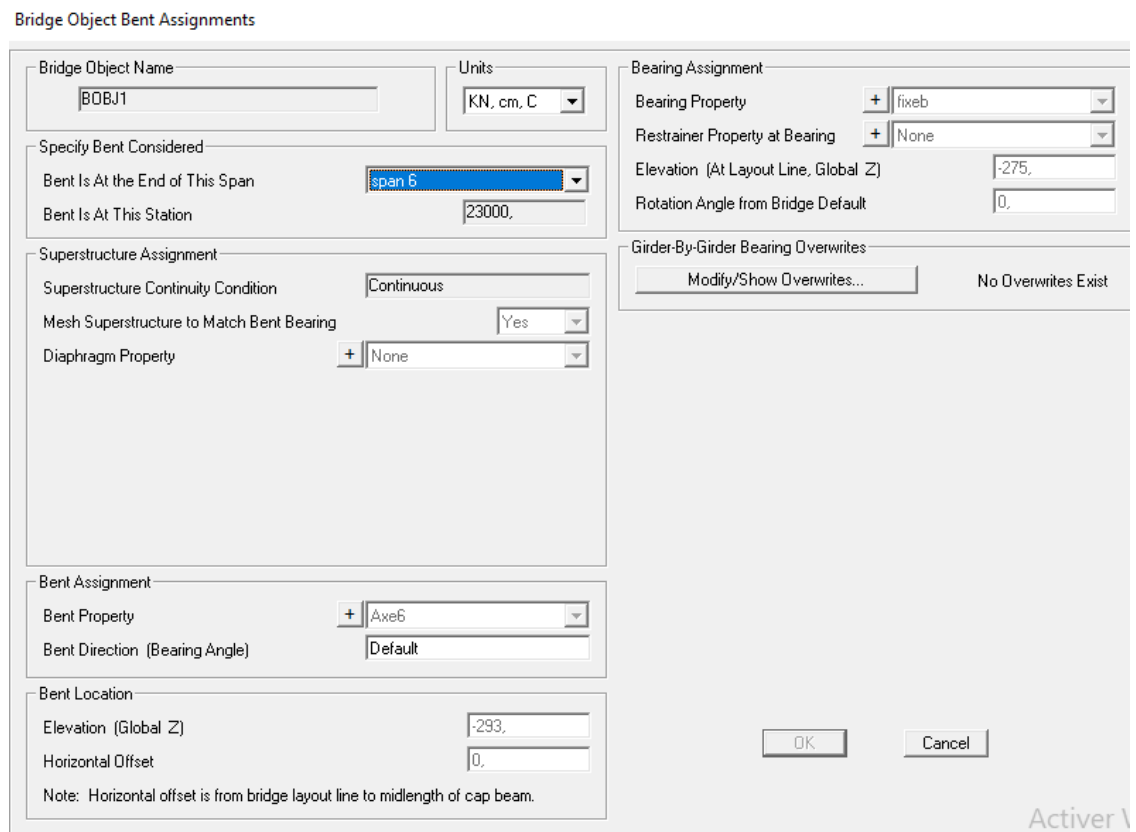 Bridge Object Bent Assignments
Bridge Object Name
BOBJ1
Units
KN, cm, C
Specify Bent Considered
Bent Is At the End of This Span
span 6
Bent Is At This Station
23000,
Superstructure Assignment
Superstructure Continuity Condition
Continuous
Mesh Superstructure to Match Bent Bearing
Yes
Diaphragm Property
+
None
Bent Assignment
Bent Property
+
Axe6
Bent Direction (Bearing Angle)
Default
Bent Location
Elevation (Global Z)
-293,
Horizontal Offset
0,
Note: Horizontal offset is from bridge layout line to midlength of cap beam.
Bearing Assignment
Bearing Property
+
fixeb
Restrainer Property at Bearing
+
None
Elevation (At Layout Line, Global Z)
-275,
Rotation Angle from Bridge Default
0,
Girder-By-Girder Bearing Overwrites
Modify/Show Overwrites...
No Overwrites Exist
OK
Cancel
Activer